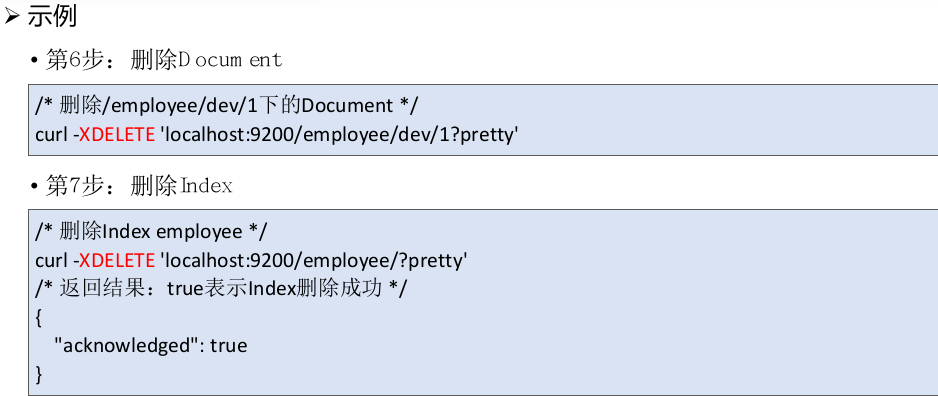 ➢ 示例
• 第6步：删除Document
/* 删除/employee/dev/1下的Document */
curl -XDELETE 'localhost:9200/employee/dev/1?pretty'
• 第7步：删除Index
/* 删除Index employee */
curl -XDELETE 'localhost:9200/employee/?pretty'
/* 返回结果：true表示Index删除成功 */
{
    "acknowledged": true
}